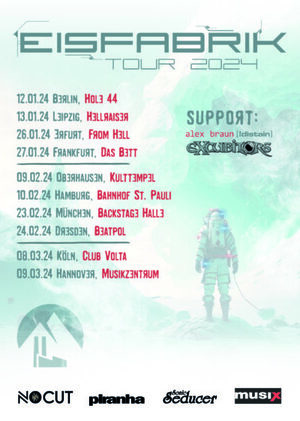 EISFABRIK
TOUR 2024
12.01.24 BERLIN, HOLE 44
13.01.24 LEIPZIG, HELLRAISER
26.01.24 ERFURT, FROM HELL
27.01.24 FRANKFURT, DAS BETT
09.02.24 OBERHAUSEN, KULTTEMPEL
10.02.24 HAMBURG, BAHNHOF ST. PAULI
23.02.24 MÜNCHEN, BACKSTAGE HALLE
24.02.24 DRESDEN, BEATPOL
08.03.24 KÖLN, CLUB VOLTA
09.03.24 HANNOVER, MUSIKZENTRUM
SUPPORT:
alex braun [!distain]
NOCUT
piranha
Sonic Seducer
musix